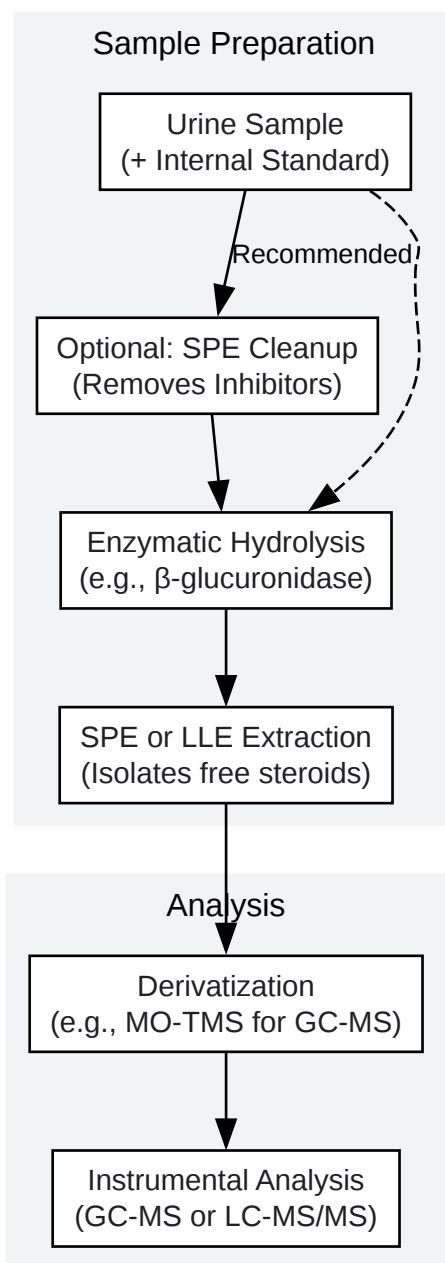 Sample Preparation
Urine Sample
(+ Internal Standard)
Recommended
Optional: SPE Cleanup
(Removes Inhibitors)
Enzymatic Hydrolysis
(e.g., β-glucuronidase)
SPE or LLE Extraction
(Isolates free steroids)
Analysis
Derivatization
(e.g., MO-TMS for GC-MS)
Instrumental Analysis
(GC-MS or LC-MS/MS)